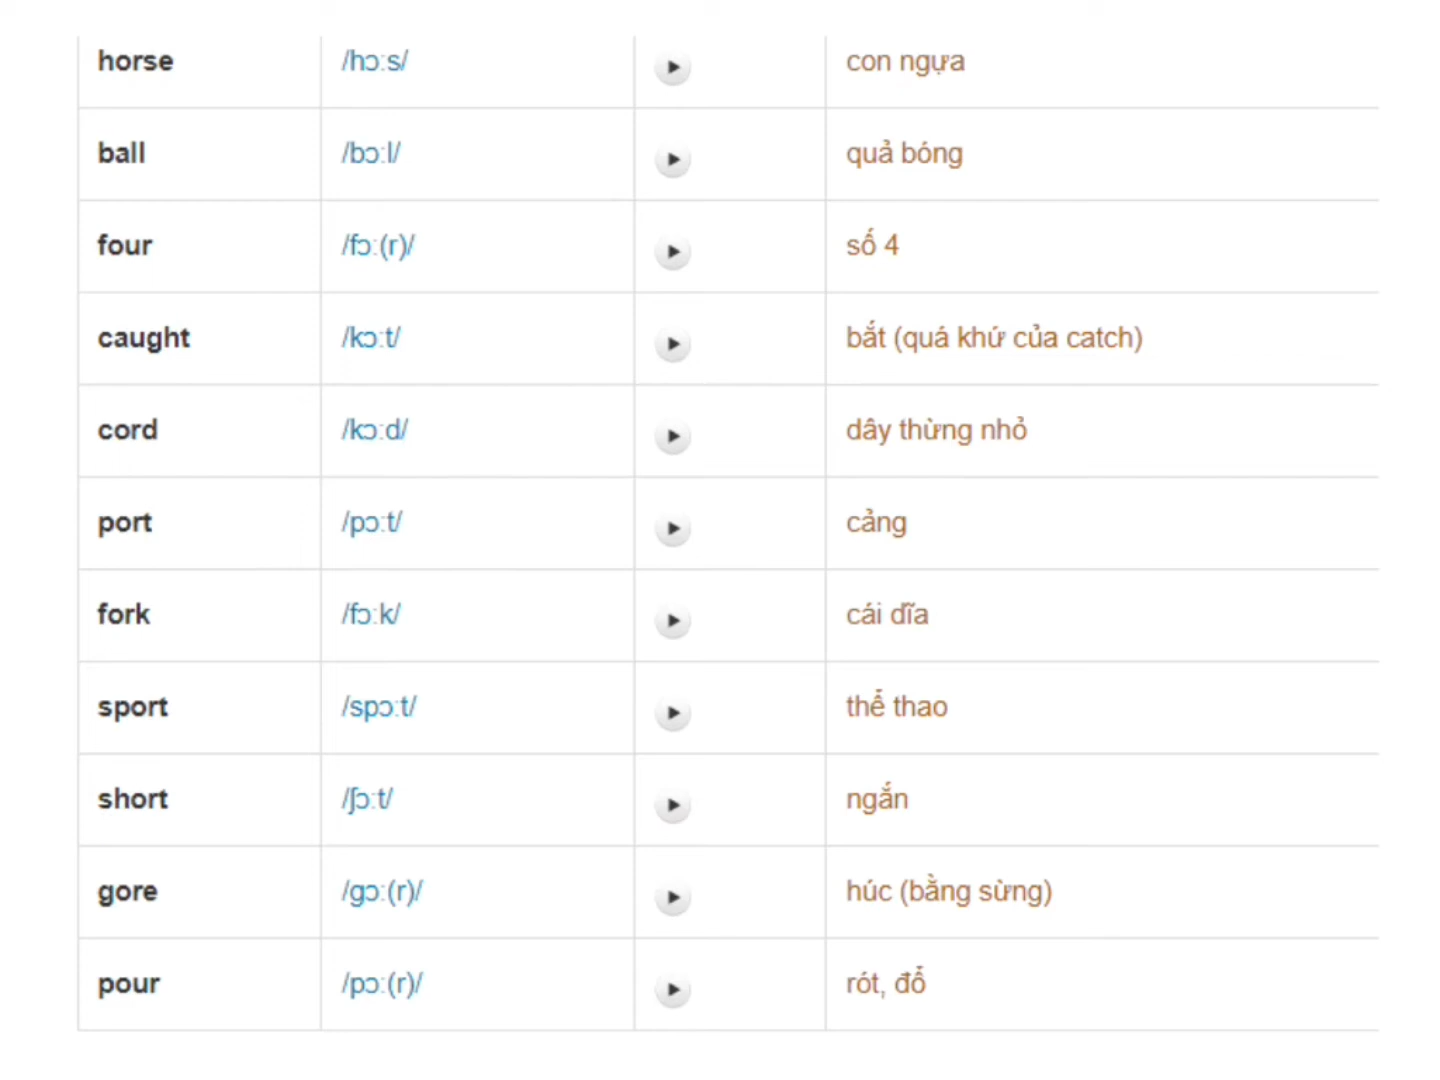 horse /hɔːs/ con ngựa
ball /bɔːl/ quả bóng
four /fɔː(r)/ số 4
caught /kɔːt/ bắt (quá khứ của catch)
cord /kɔːd/ dây thừng nhỏ
port /pɔːt/ cảng
fork /fɔːk/ cái dĩa
sport /spɔːt/ thể thao
short /ʃɔːt/ ngắn
gore /gɔː(r)/ húc (bằng sừng)
pour /pɔː(r)/ rót, đổ